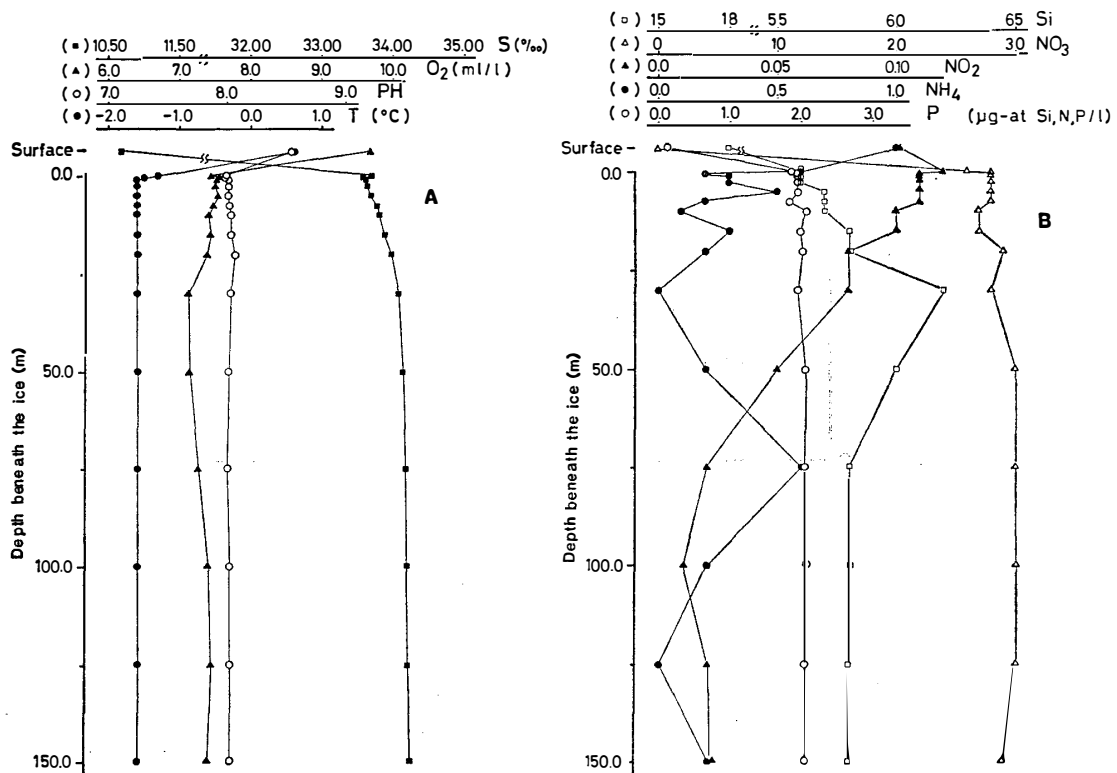 (■) 10.50 11.50 32.00 33.00 34.00 35.00 S (‰)
(▲) 6.0 7.0 8.0 9.0 10.0 O₂ (ml/l)
(○) 7.0 8.0 9.0 PH
(●) -2.0 -1.0 0.0 1.0 T (°C)
Surface
0.0
50.0
100.0
150.0
Depth beneath the ice (m)
A
(□) 15 18 55 60 65 Si
(△) 0 10 20 30 NO₃
(▲) 0.0 0.05 0.10 NO₂
(●) 0.0 0.5 1.0 NH₄
(○) 0.0 1.0 2.0 3.0 P (μg-at Si,N,P/l)
Surface
0.0
50.0
100.0
150.0
Depth beneath the ice (m)
B